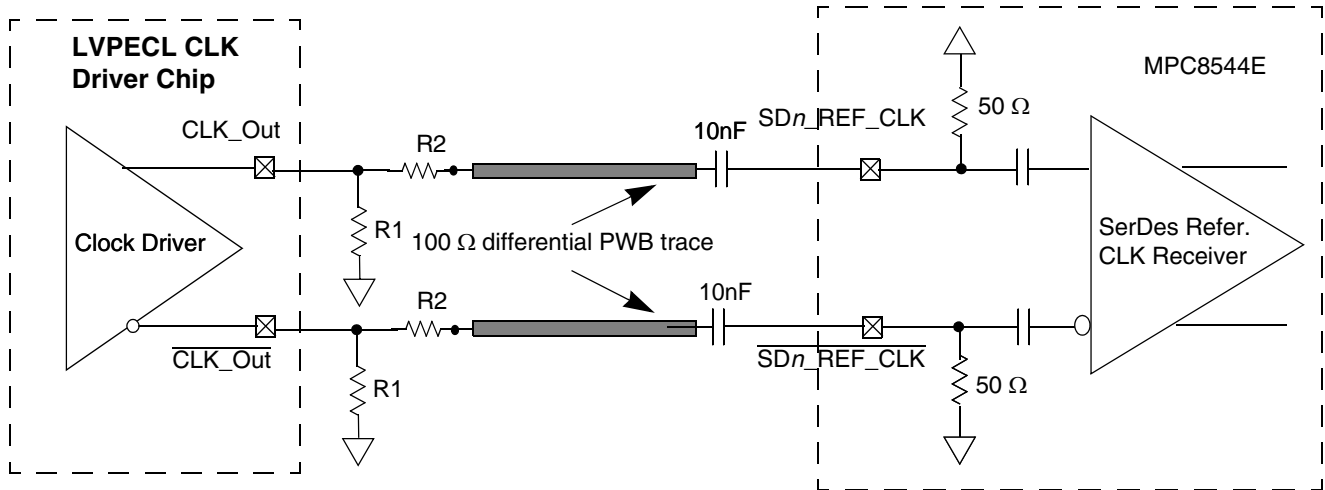 LVPECL CLK
Driver Chip
MPC8544E
CLK_Out
R2
10nF
SDn_REF_CLK
50 Ω
Clock Driver
R1
100 Ω differential PWB trace
SerDes Refer.
CLK Receiver
R2
10nF
CLK_Out
SDn_REF_CLK
R1
50 Ω